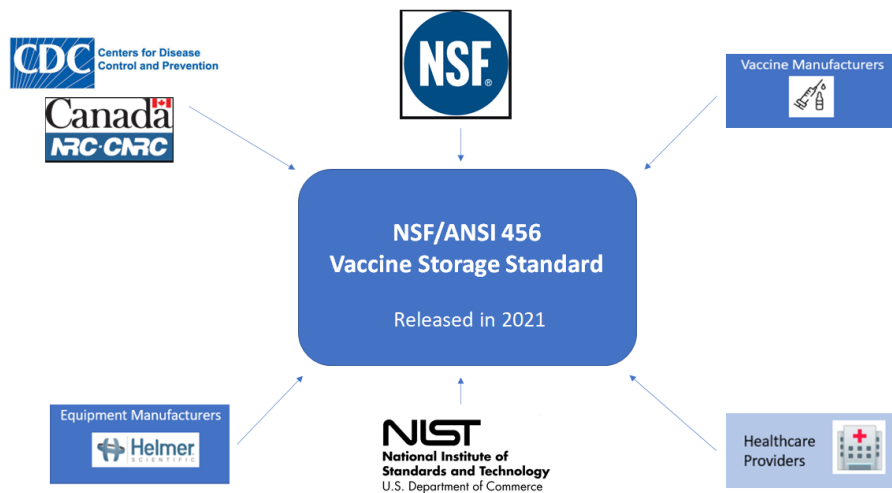 CDC
Centers for Disease
Control and Prevention
Canada
NRC·CNRC
NSF®
Vaccine Manufacturers
NSF/ANSI 456
Vaccine Storage Standard
Released in 2021
Equipment Manufacturers
Helmer
SCIENTIFIC
NIST
National Institute of
Standards and Technology
U.S. Department of Commerce
Healthcare
Providers